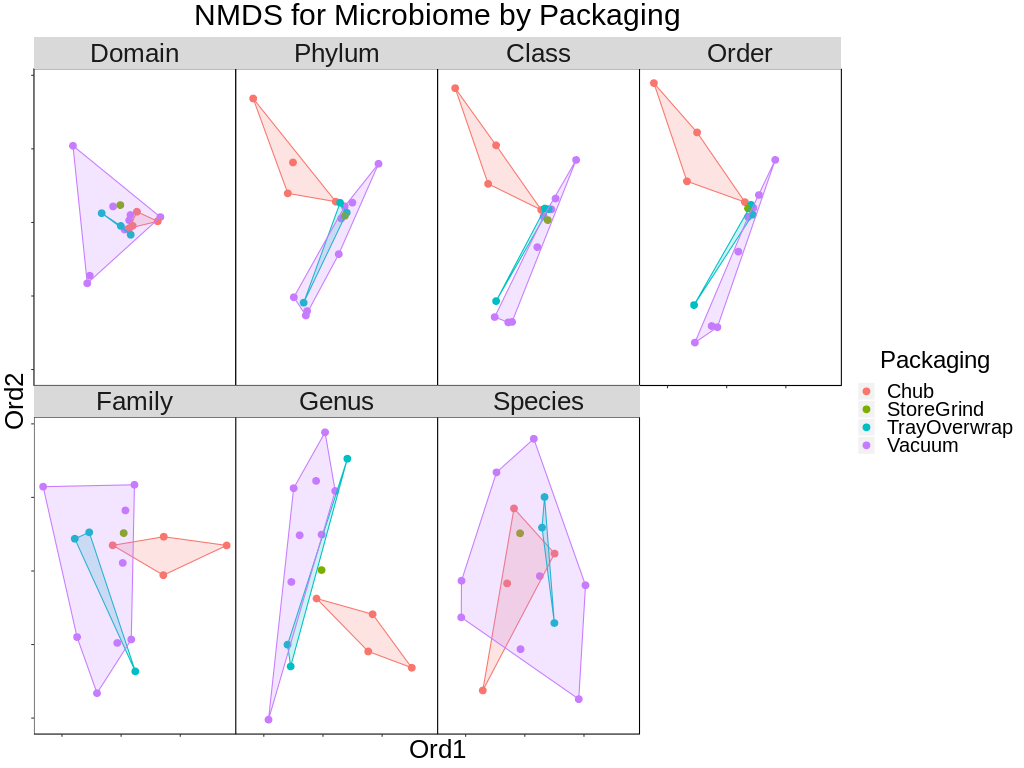 NMDS for Microbiome by Packaging
Domain
Phylum
Class
Order
Family
Genus
Species
Ord2
Ord1
Packaging
Chub
StoreGrind
TrayOverwrap
Vacuum